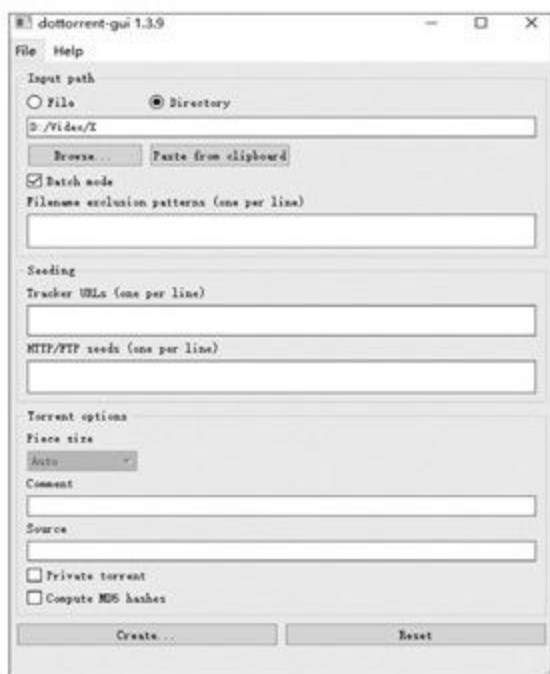 dottorrent-gui 1.3.9
File Help
Input path
File Directory
D:/Video/X
Browse... Paste from clipboard
Batch mode
Filename exclusion patterns (one per line)
Seeding
Tracker URLs (one per line)
HTTP/FTP seeds (one per line)
Torrent options
Piece size
Auto
Comment
Source
Private torrent
Compute MD5 hashes
Create... Reset